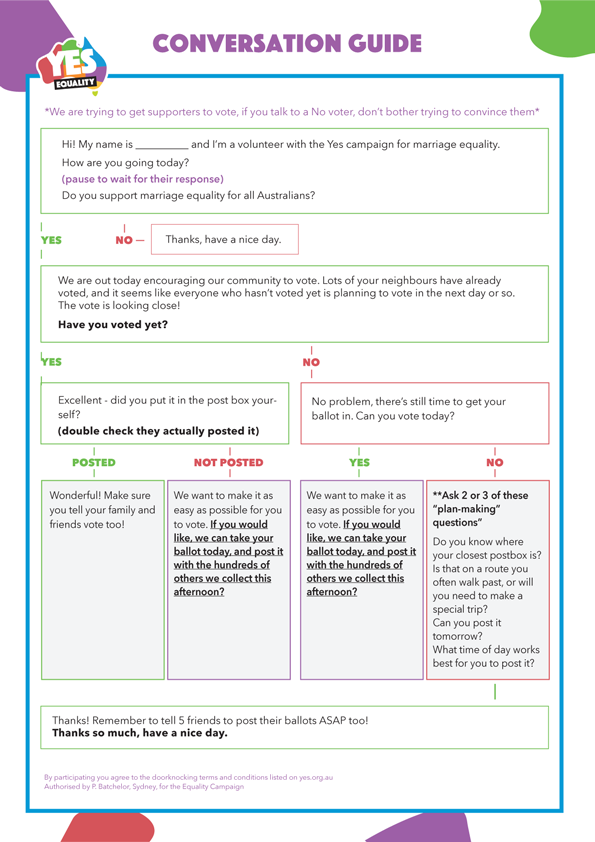 CONVERSATION GUIDE
YES
EQUALITY
*We are trying to get supporters to vote, if you talk to a No voter, don't bother trying to convince them*
Hi! My name is __________ and I'm a volunteer with the Yes campaign for marriage equality.
How are you going today?
(pause to wait for their response)
Do you support marriage equality for all Australians?
YES
NO
Thanks, have a nice day.
We are out today encouraging our community to vote. Lots of your neighbours have already
voted, and it seems like everyone who hasn't voted yet is planning to vote in the next day or so.
The vote is looking close!
Have you voted yet?
YES
NO
Excellent - did you put it in the post box your-
self?
(double check they actually posted it)
No problem, there's still time to get your
ballot in. Can you vote today?
POSTED
NOT POSTED
YES
NO
Wonderful! Make sure
you tell your family and
friends vote too!
We want to make it as
easy as possible for you
to vote. If you would
like, we can take your
ballot today, and post it
with the hundreds of
others we collect this
afternoon?
We want to make it as
easy as possible for you
to vote. If you would
like, we can take your
ballot today, and post it
with the hundreds of
others we collect this
afternoon?
**Ask 2 or 3 of these
"plan-making"
questions"
Do you know where
your closest postbox is?
Is that on a route you
often walk past, or will
you need to make a
special trip?
Can you post it
tomorrow?
What time of day works
best for you to post it?
Thanks! Remember to tell 5 friends to post their ballots ASAP too!
Thanks so much, have a nice day.
By participating you agree to the doorknocking terms and conditions listed on yes.org.au
Authorised by P. Batchelor, Sydney, for the Equality Campaign